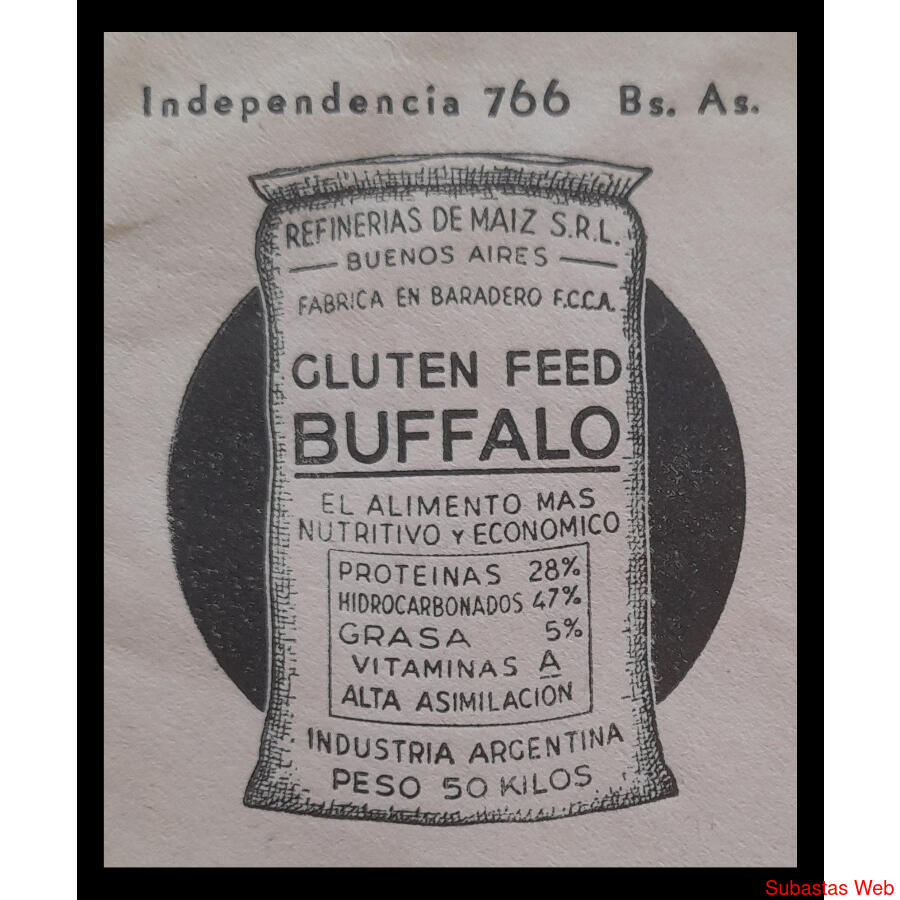 Independencia 766 Bs. As.
REFINERIAS DE MAIZ S.R.L.
BUENOS AIRES
FABRICA EN BARADERO F.C.C.A.
GLUTEN FEED
BUFFALO
EL ALIMENTO MAS
NUTRITIVO Y ECONOMICO
PROTEINAS 28%
HIDROCARBONADOS 47%
GRASA 5%
VITAMINAS A
ALTA ASIMILACION
INDUSTRIA ARGENTINA
PESO 50 KILOS
Subastas Web